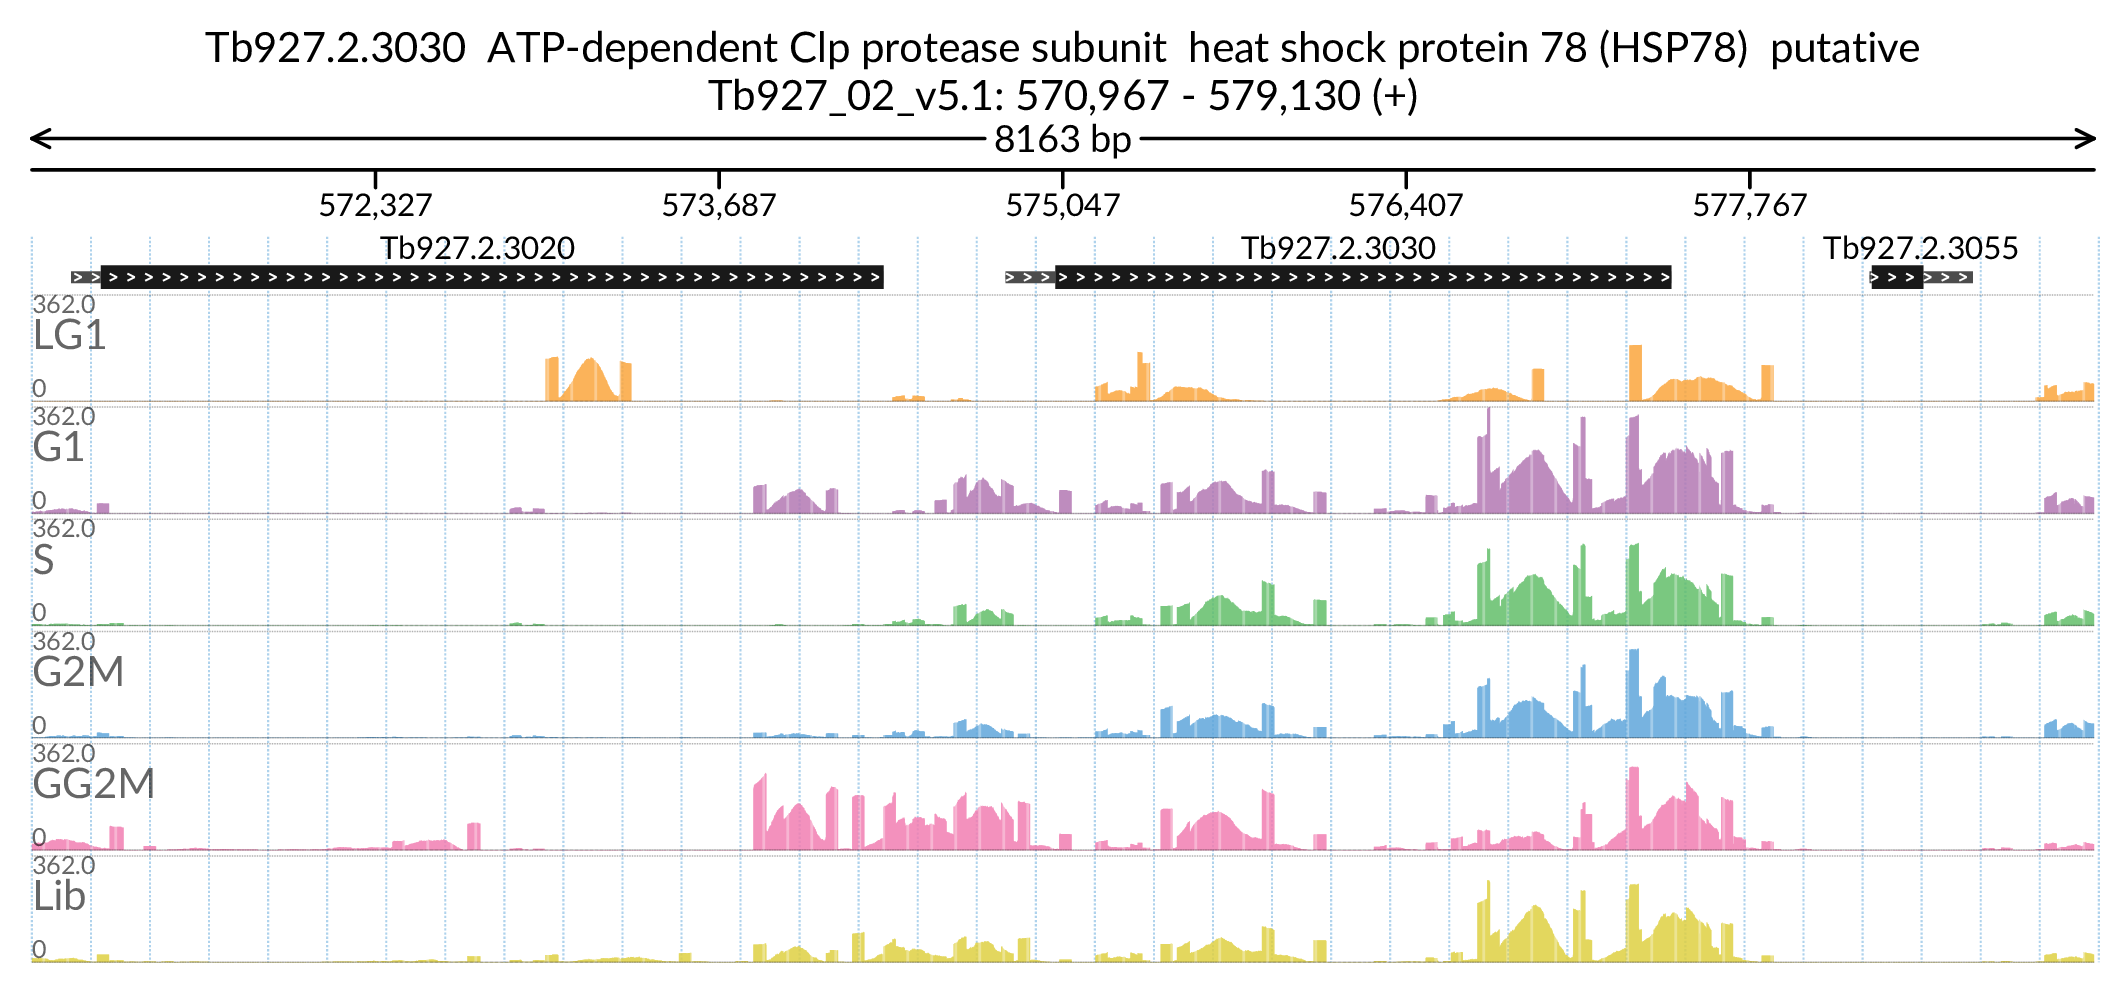 Tb927.2.3030  ATP-dependent Clp protease subunit  heat shock protein 78 (HSP78)  putative
Tb927_02_v5.1: 570,967 - 579,130 (+)
8163 bp
572,327 573,687 575,047 576,407 577,767
Tb927.2.3020 Tb927.2.3030 Tb927.2.3055
362.0
LG1
0
362.0
G1
0
362.0
S
0
362.0
G2M
0
362.0
GG2M
0
362.0
Lib
0